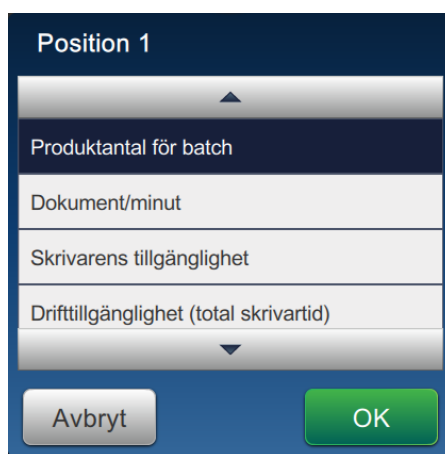 Position 1
Produktantal för batch
Dokument/minut
Skrivarens tillgänglighet
Drifttillgänglighet (total skrivartid)
Avbryt
OK